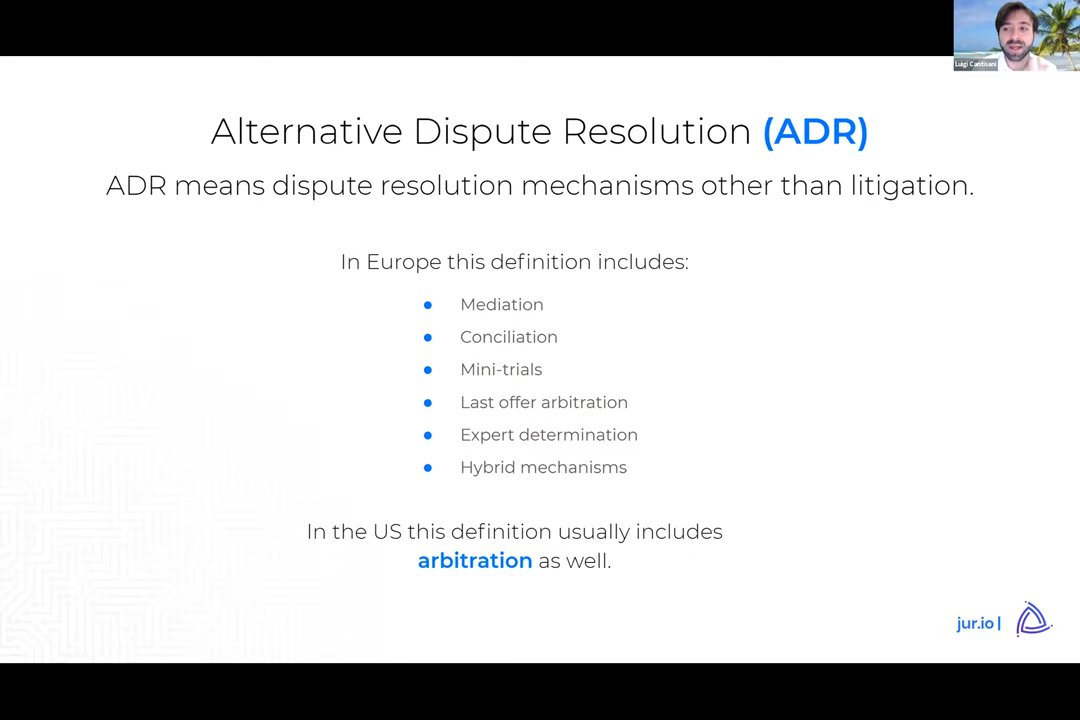 Luigi Cantisani
Alternative Dispute Resolution (ADR)
ADR means dispute resolution mechanisms other than litigation.
In Europe this definition includes:
● Mediation
● Conciliation
● Mini-trials
● Last offer arbitration
● Expert determination
● Hybrid mechanisms
In the US this definition usually includes
arbitration as well.
jur.io |